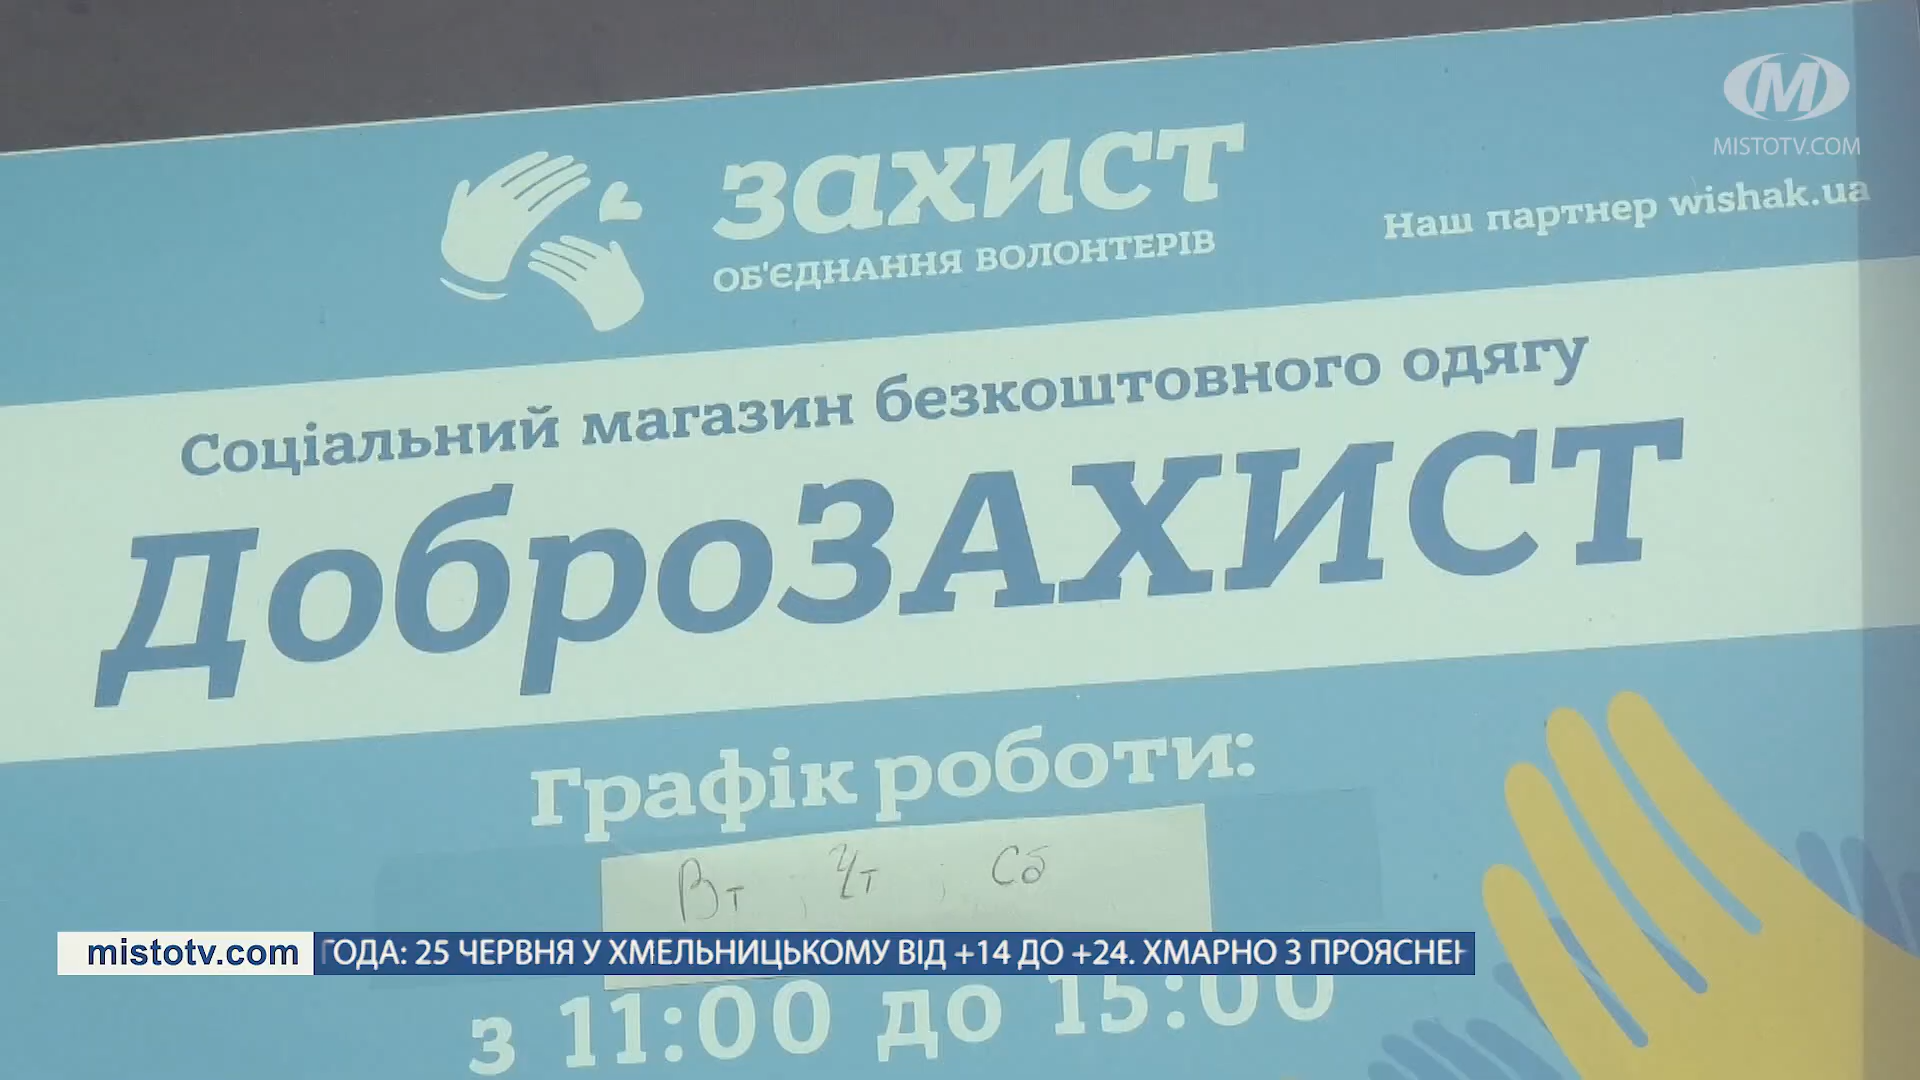 M
MISTOTV.COM
захист
ОБ'ЄДНАННЯ ВОЛОНТЕРІВ
Наш партнер wishak.ua
Соціальний магазин безкоштовного одягу
ДоброЗАХИСТ
Графік роботи:
Вт , Чт , Сб
mistotv.com ГОДА: 25 ЧЕРВНЯ У ХМЕЛЬНИЦЬКОМУ ВІД +14 ДО +24. ХМАРНО З ПРОЯСНЕН
з 11:00 до 15:00